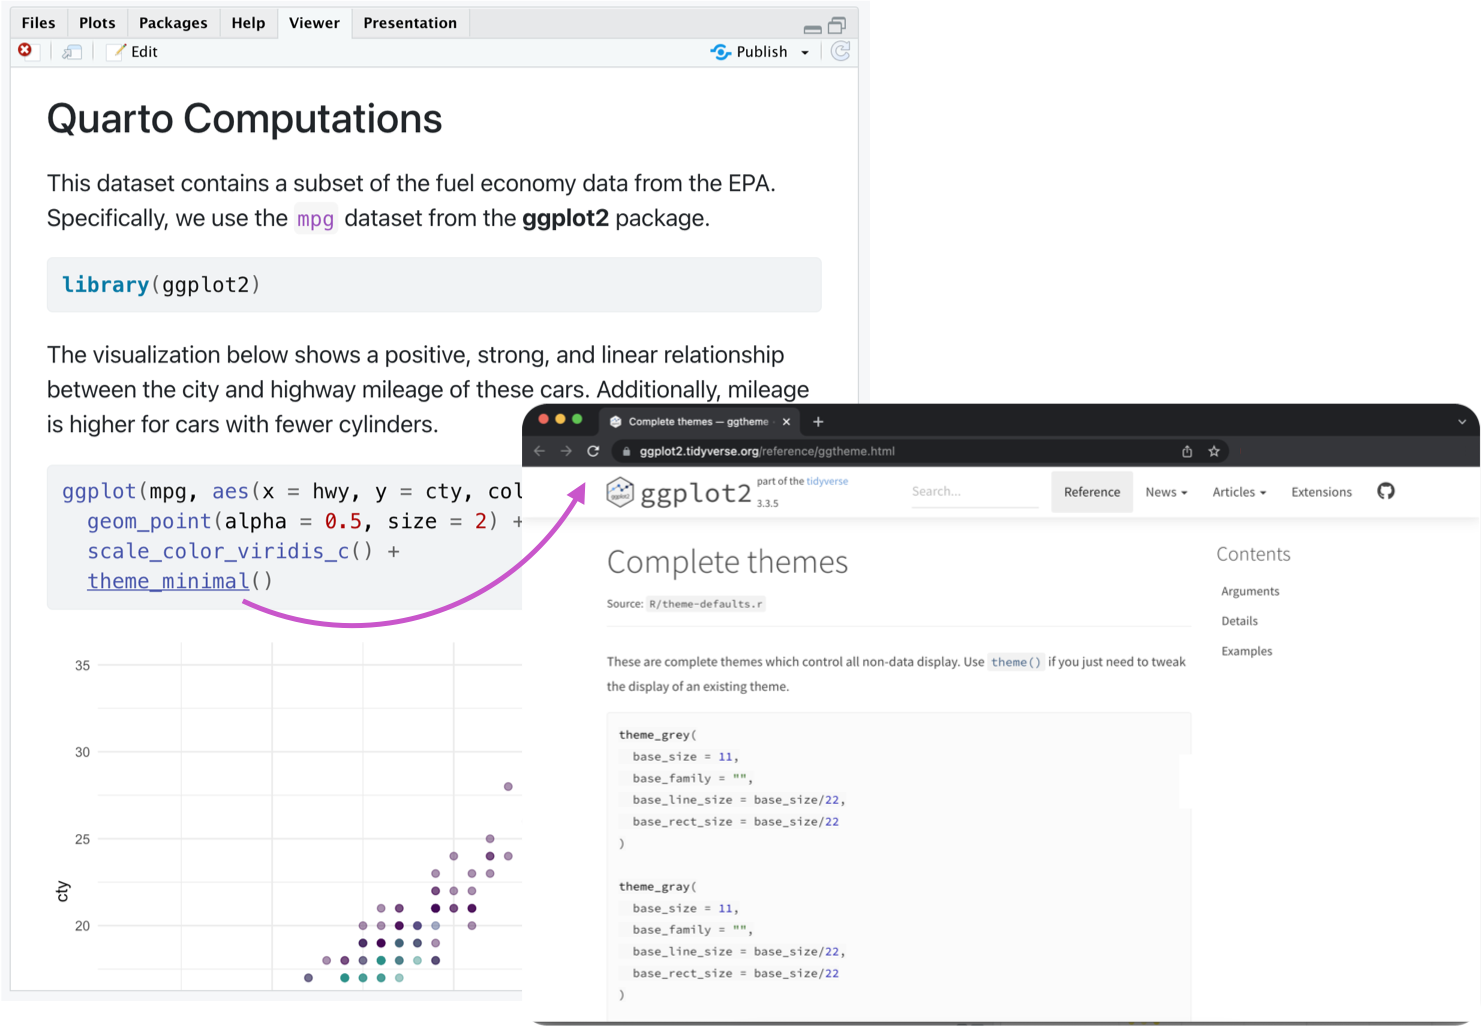 Files Plots Packages Help Viewer Presentation
Edit Publish
Quarto Computations
This dataset contains a subset of the fuel economy data from the EPA.
Specifically, we use the mpg dataset from the ggplot2 package.
library(ggplot2)
The visualization below shows a positive, strong, and linear relationship
between the city and highway mileage of these cars. Additionally, mileage
is higher for cars with fewer cylinders.
ggplot(mpg, aes(x = hwy, y = cty, col
geom_point(alpha = 0.5, size = 2) +
scale_color_viridis_c() +
theme_minimal()
35
30
25
20
cty
Complete themes — ggtheme
ggplot2.tidyverse.org/reference/ggtheme.html
ggplot2 part of the tidyverse
3.3.5
Search... Reference News Articles Extensions
Complete themes
Source: R/theme-defaults.r
These are complete themes which control all non-data display. Use theme() if you just need to tweak
the display of an existing theme.
theme_grey(
base_size = 11,
base_family = "",
base_line_size = base_size/22,
base_rect_size = base_size/22
)
theme_gray(
base_size = 11,
base_family = "",
base_line_size = base_size/22,
base_rect_size = base_size/22
)
Contents
Arguments
Details
Examples